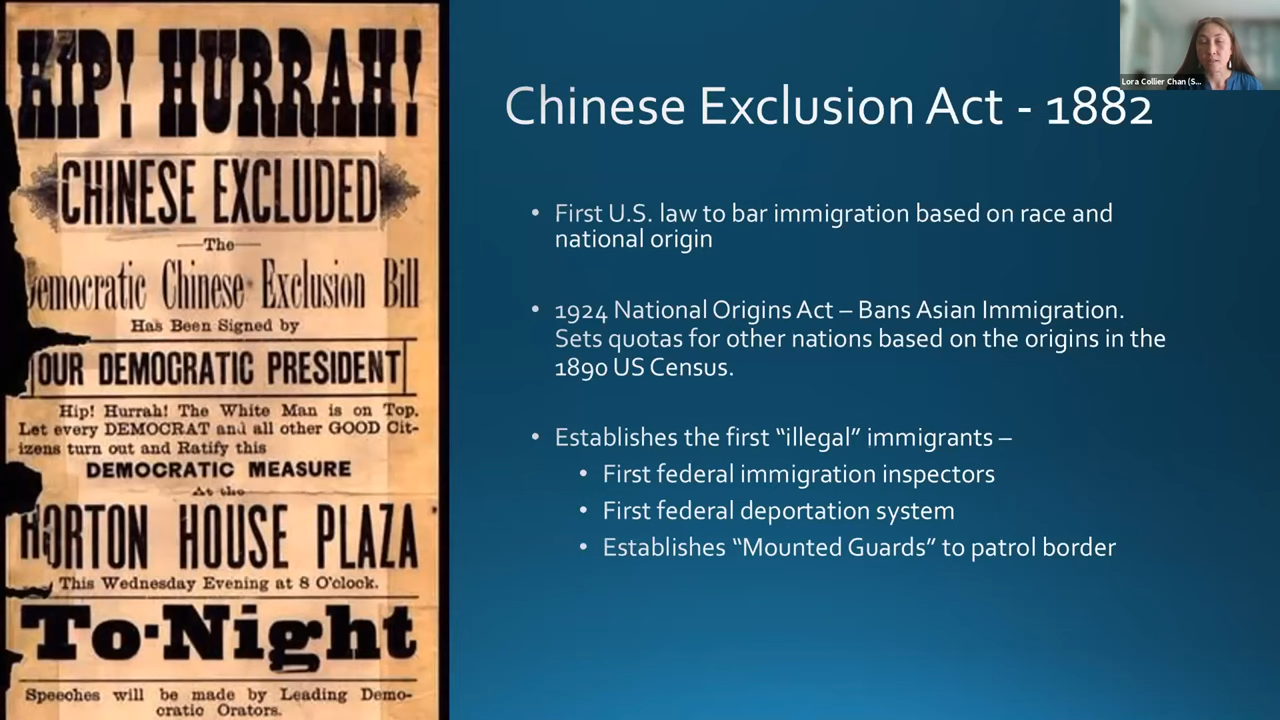 HIP! HURRAH!
CHINESE EXCLUDED
The
Democratic Chinese Exclusion Bill
Has Been Signed by
OUR DEMOCRATIC PRESIDENT
Hip! Hurrah! The White Man is on Top.
Let every DEMOCRAT and all other GOOD Cit-
izens turn out and Ratify this
DEMOCRATIC MEASURE
At the
HORTON HOUSE PLAZA
This Wednesday Evening at 8 O'clock.
To-Night
Speeches will be made by Leading Demo-
cratic Orators.
Lora Collier Chan (S...
Chinese Exclusion Act - 1882
• First U.S. law to bar immigration based on race and
national origin
• 1924 National Origins Act – Bans Asian Immigration.
Sets quotas for other nations based on the origins in the
1890 US Census.
• Establishes the first “illegal” immigrants –
• First federal immigration inspectors
• First federal deportation system
• Establishes “Mounted Guards” to patrol border